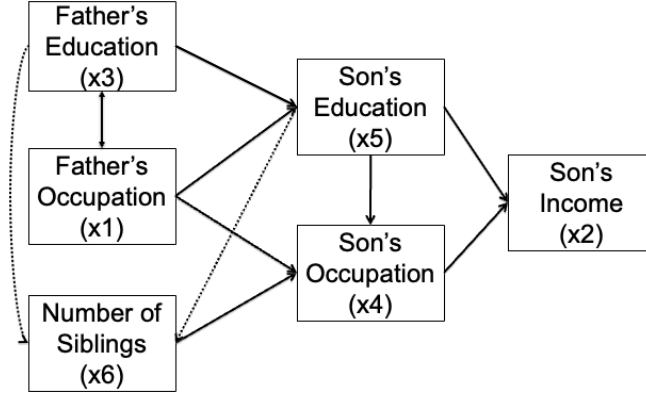 Father's
Education
(x3)
Father's
Occupation
(x1)
Number of
Siblings
(x6)
Son's
Education
(x5)
Son's
Occupation
(x4)
Son's
Income
(x2)